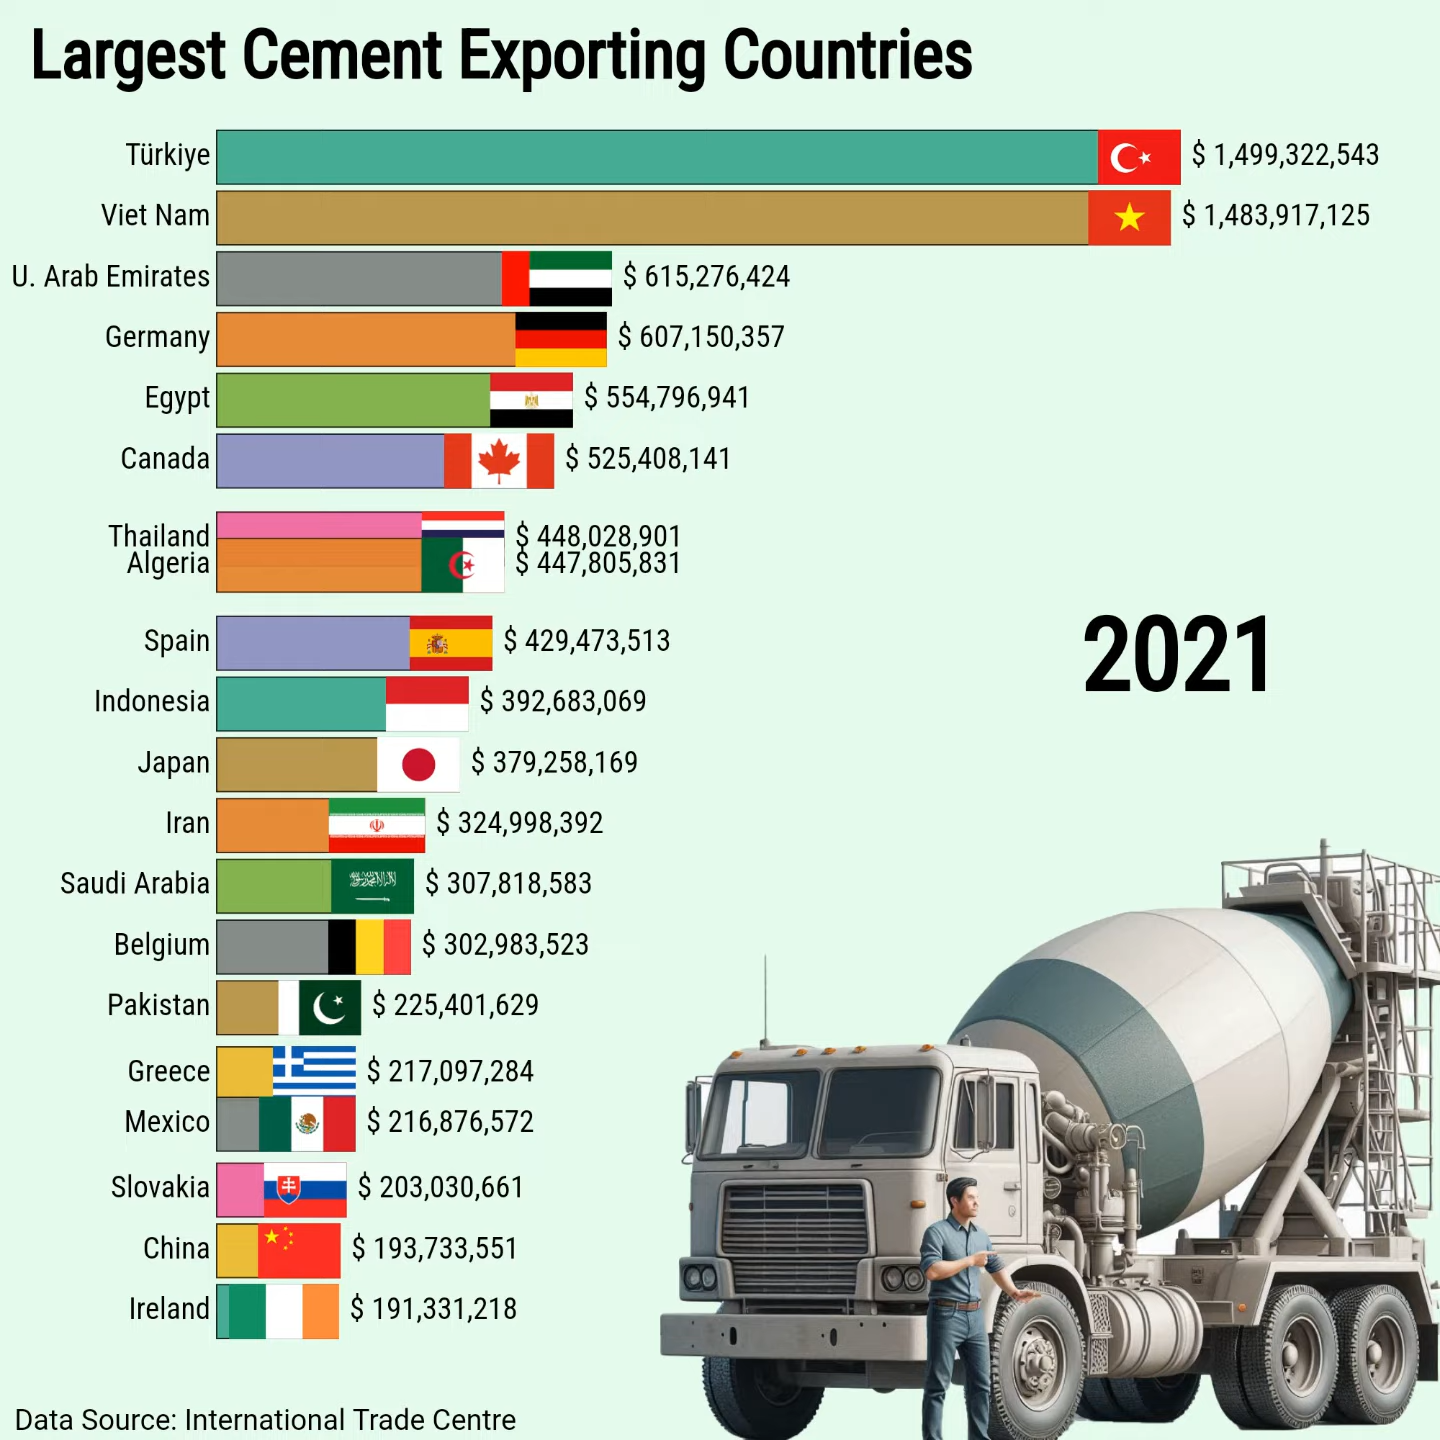 Largest Cement Exporting Countries
Türkiye $ 1,499,322,543
Viet Nam $ 1,483,917,125
U. Arab Emirates $ 615,276,424
Germany $ 607,150,357
Egypt $ 554,796,941
Canada $ 525,408,141
Thailand $ 448,028,901
Algeria $ 447,805,831
Spain $ 429,473,513
2021
Indonesia $ 392,683,069
Japan $ 379,258,169
Iran $ 324,998,392
Saudi Arabia $ 307,818,583
Belgium $ 302,983,523
Pakistan $ 225,401,629
Greece $ 217,097,284
Mexico $ 216,876,572
Slovakia $ 203,030,661
China $ 193,733,551
Ireland $ 191,331,218
Data Source: International Trade Centre